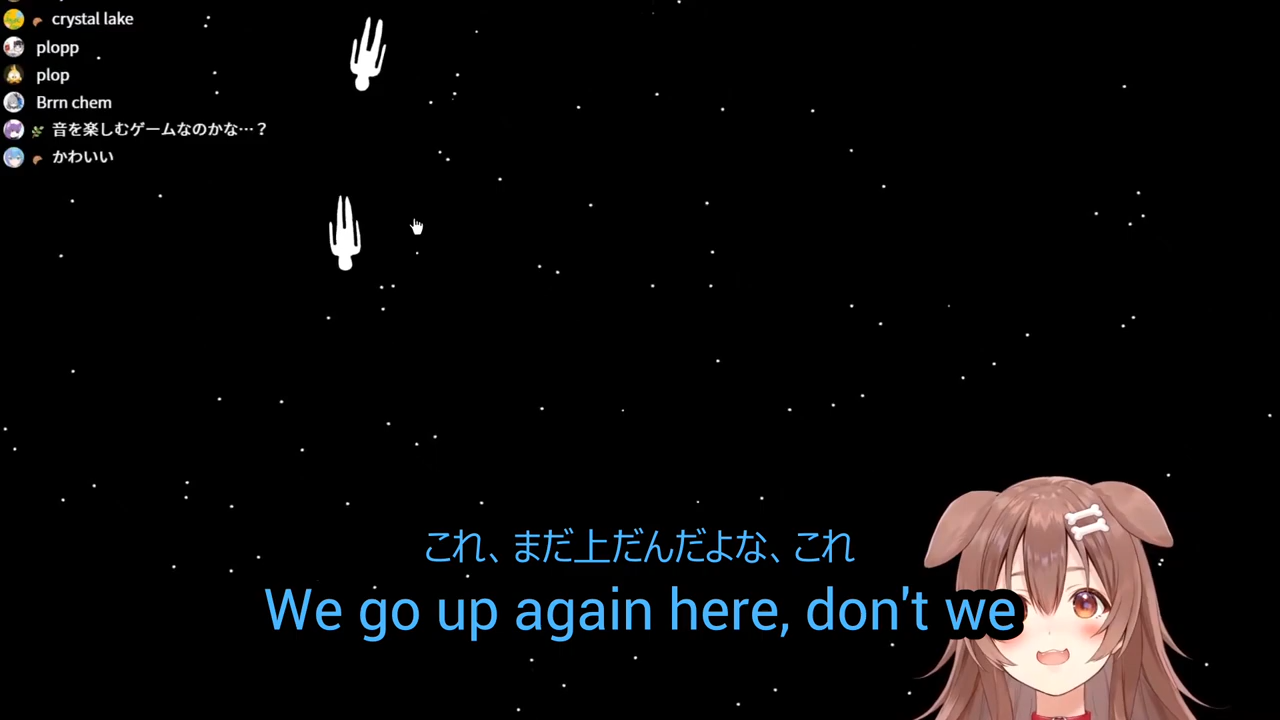 crystal lake
plopp
plop
Brrn chem
音を楽しむゲームなのかな…？
かわいい
これ、まだ上だんだよな、これ
We go up again here, don't we